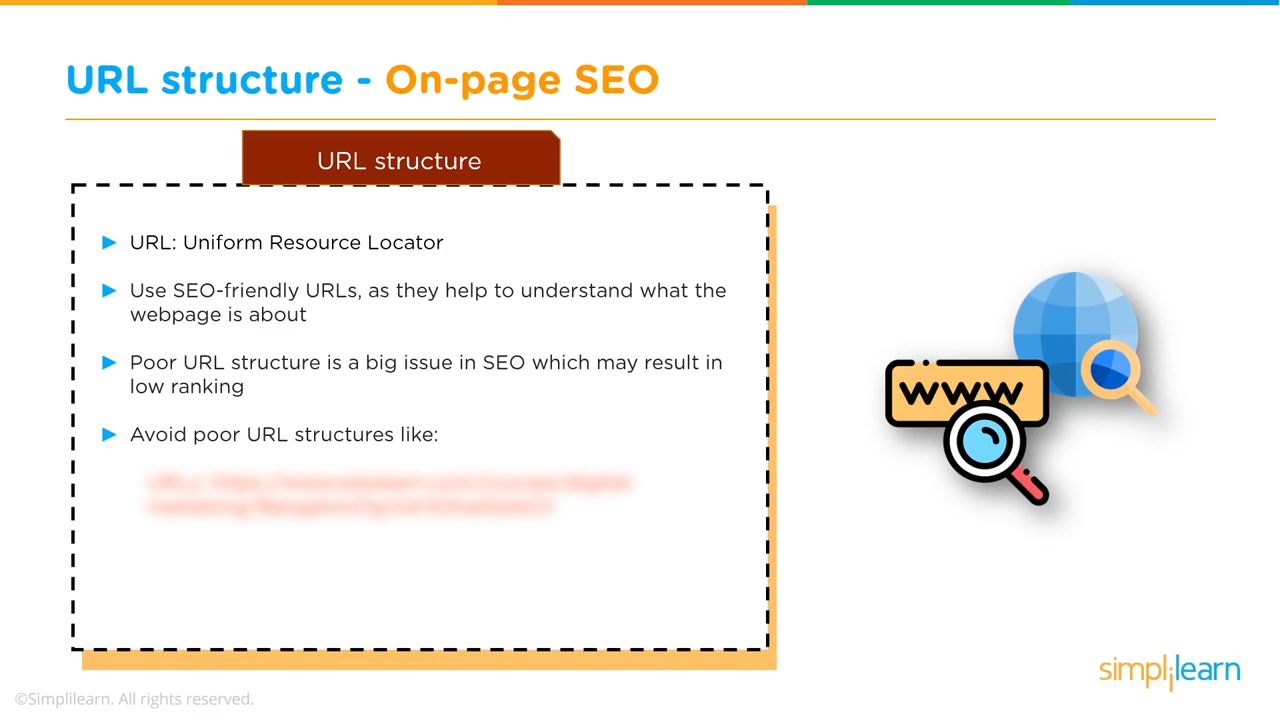 URL structure - On-page SEO
URL structure
URL: Uniform Resource Locator
Use SEO-friendly URLs, as they help to understand what the
webpage is about
Poor URL structure is a big issue in SEO which may result in
low ranking
Avoid poor URL structures like:
www
simplilearn
©Simplilearn. All rights reserved.